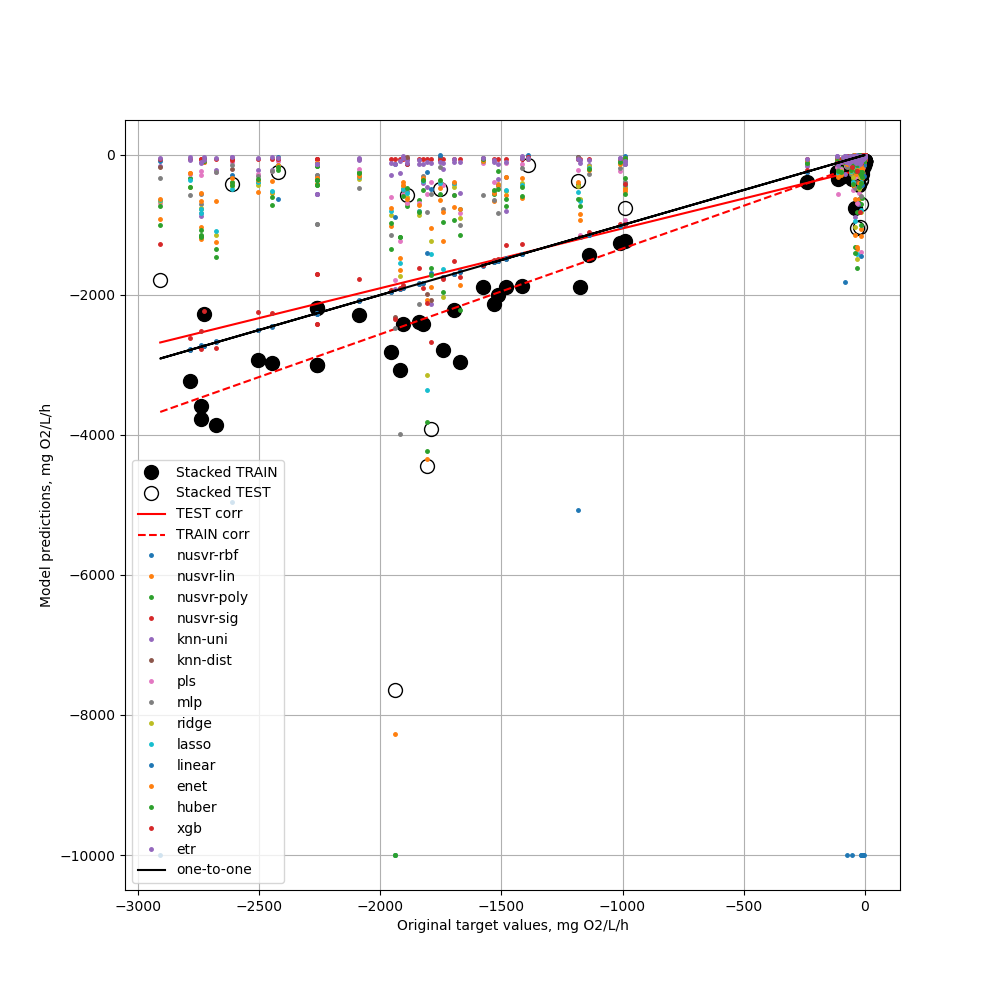 0
−2000
−4000
−6000
−8000
−10000
Model predictions, mg O2/L/h
Stacked TRAIN
Stacked TEST
TEST corr
TRAIN corr
nusvr-rbf
nusvr-lin
nusvr-poly
nusvr-sig
knn-uni
knn-dist
pls
mlp
ridge
lasso
linear
enet
huber
xgb
etr
one-to-one
−3000 −2500 −2000 −1500 −1000 −500 0
Original target values, mg O2/L/h